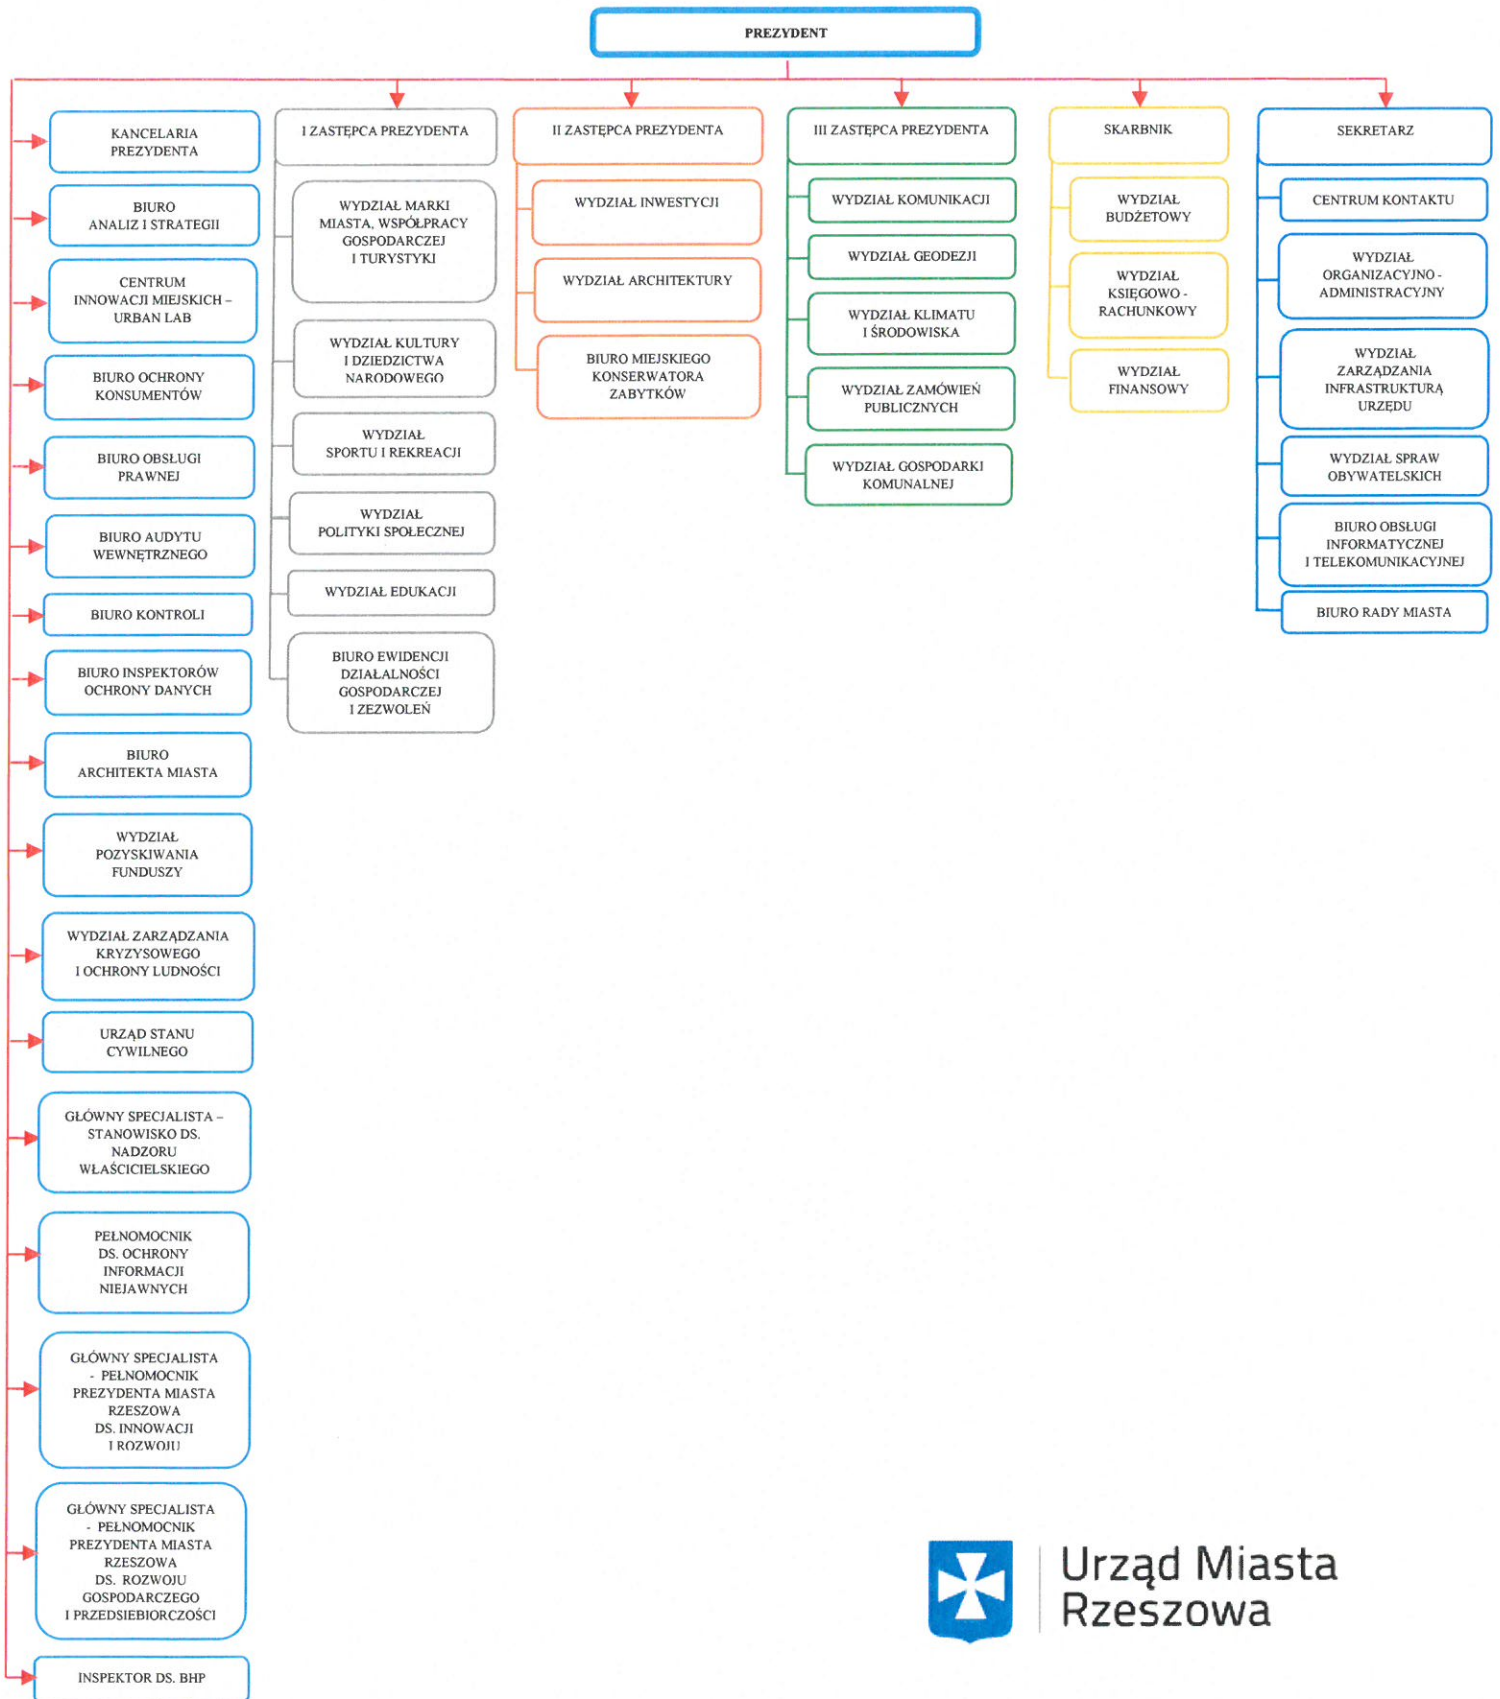 PREZYDENT
KANCELARIA
PREZYDENTA
BIURO
ANALIZ I STRATEGII
CENTRUM
INNOWACJI MIEJSKICH –
URBAN LAB
BIURO OCHRONY
KONSUMENTÓW
BIURO OBSŁUGI
PRAWNEJ
BIURO AUDYTU
WEWNĘTRZNEGO
BIURO KONTROLI
BIURO INSPEKTORÓW
OCHRONY DANYCH
BIURO
ARCHITEKTA MIASTA
WYDZIAŁ
POZYSKIWANIA
FUNDUSZY
WYDZIAŁ ZARZĄDZANIA
KRYZYSOWEGO
I OCHRONY LUDNOŚCI
URZĄD STANU
CYWILNEGO
GŁÓWNY SPECJALISTA –
STANOWISKO DS.
NADZORU
WŁAŚCICIELSKIEGO
PEŁNOMOCNIK
DS. OCHRONY
INFORMACJI
NIEJAWNYCH
GŁÓWNY SPECJALISTA
- PEŁNOMOCNIK
PREZYDENTA MIASTA
RZESZOWA
DS. INNOWACJI
I ROZWOJU
GŁÓWNY SPECJALISTA
- PEŁNOMOCNIK
PREZYDENTA MIASTA
RZESZOWA
DS. ROZWOJU
GOSPODARCZEGO
I PRZEDSIEBIORCZOŚCI
INSPEKTOR DS. BHP
I ZASTĘPCA PREZYDENTA
WYDZIAŁ MARKI
MIASTA, WSPÓŁPRACY
GOSPODARCZEJ
I TURYSTYKI
WYDZIAŁ KULTURY
I DZIEDZICTWA
NARODOWEGO
WYDZIAŁ
SPORTU I REKREACJI
WYDZIAŁ
POLITYKI SPOŁECZNEJ
WYDZIAŁ EDUKACJI
BIURO EWIDENCJI
DZIAŁALNOŚCI
GOSPODARCZEJ
I ZEZWOLEŃ
II ZASTĘPCA PREZYDENTA
WYDZIAŁ INWESTYCJI
WYDZIAŁ ARCHITEKTURY
BIURO MIEJSKIEGO
KONSERWATORA
ZABYTKÓW
III ZASTĘPCA PREZYDENTA
WYDZIAŁ KOMUNIKACJI
WYDZIAŁ GEODEZJI
WYDZIAŁ KLIMATU
I ŚRODOWISKA
WYDZIAŁ ZAMÓWIEŃ
PUBLICZNYCH
WYDZIAŁ GOSPODARKI
KOMUNALNEJ
SKARBNIK
WYDZIAŁ
BUDŻETOWY
WYDZIAŁ
KSIĘGOWO -
RACHUNKOWY
WYDZIAŁ
FINANSOWY
SEKRETARZ
CENTRUM KONTAKTU
WYDZIAŁ
ORGANIZACYJNO -
ADMINISTRACYJNY
WYDZIAŁ
ZARZĄDZANIA
INFRASTRUKTURĄ
URZĘDU
WYDZIAŁ SPRAW
OBYWATELSKICH
BIURO OBSŁUGI
INFORMATYCZNEJ
I TELEKOMUNIKACYJNEJ
BIURO RADY MIASTA
Urząd Miasta
Rzeszowa